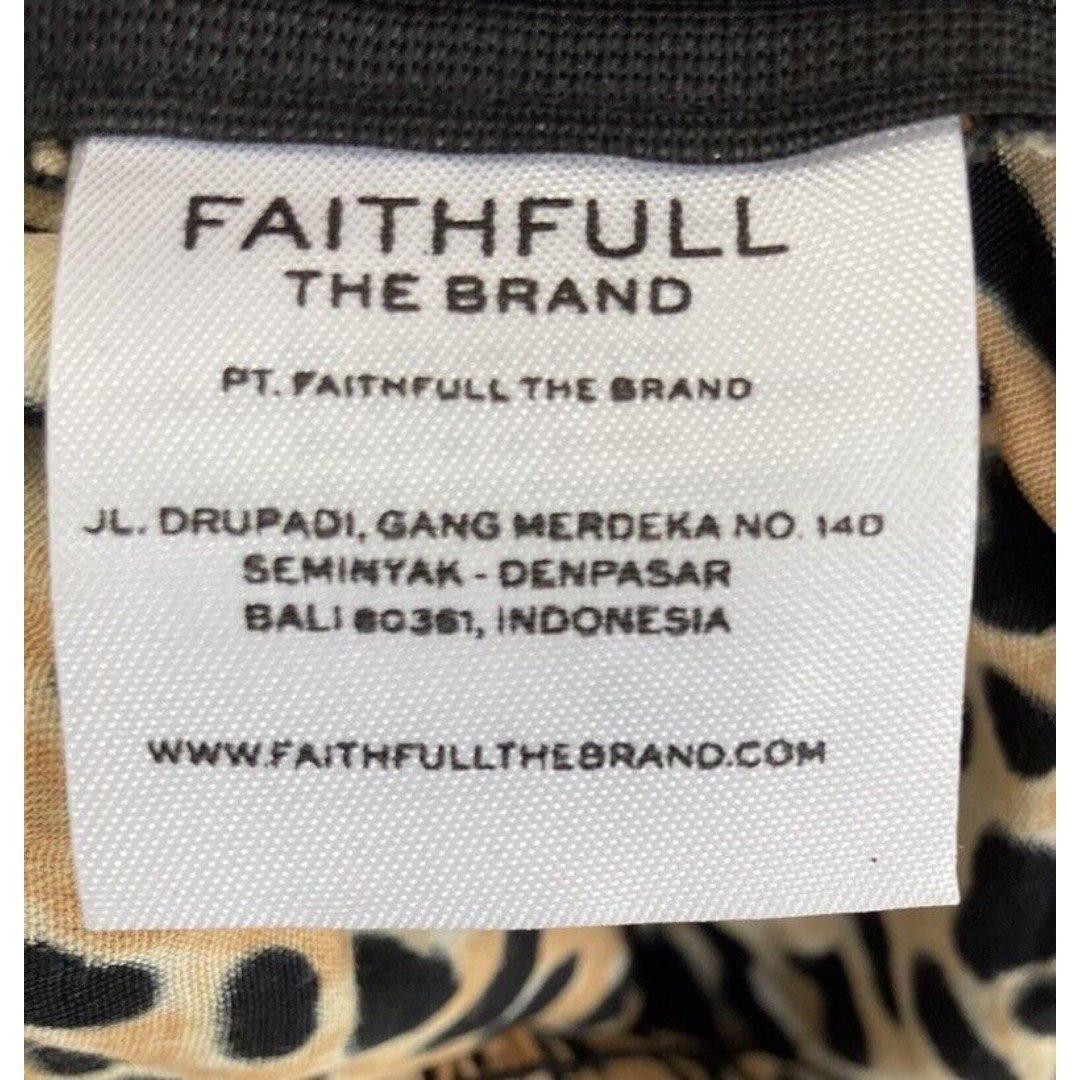 FAITHFULL
THE BRAND
PT. FAITHFULL THE BRAND
JL. DRUPADI, GANG MERDEKA NO. 14D
SEMINYAK - DENPASAR
BALI 80361, INDONESIA
WWW.FAITHFULLTHEBRAND.COM